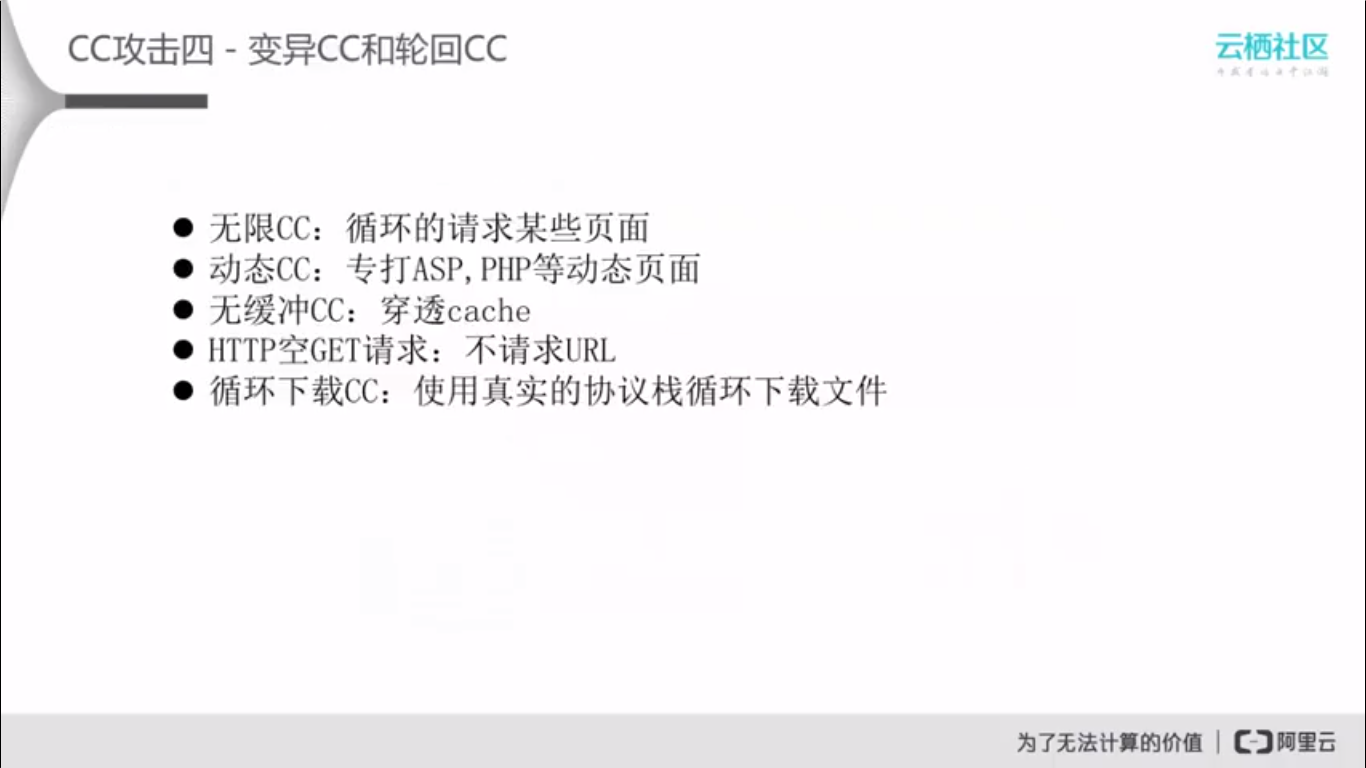 CC攻击四 - 变异CC和轮回CC
云栖社区
● 无限CC：循环的请求某些页面
● 动态CC：专打ASP,PHP等动态页面
● 无缓冲CC：穿透cache
● HTTP空GET请求：不请求URL
● 循环下载CC：使用真实的协议栈循环下载文件
为了无法计算的价值 | 阿里云